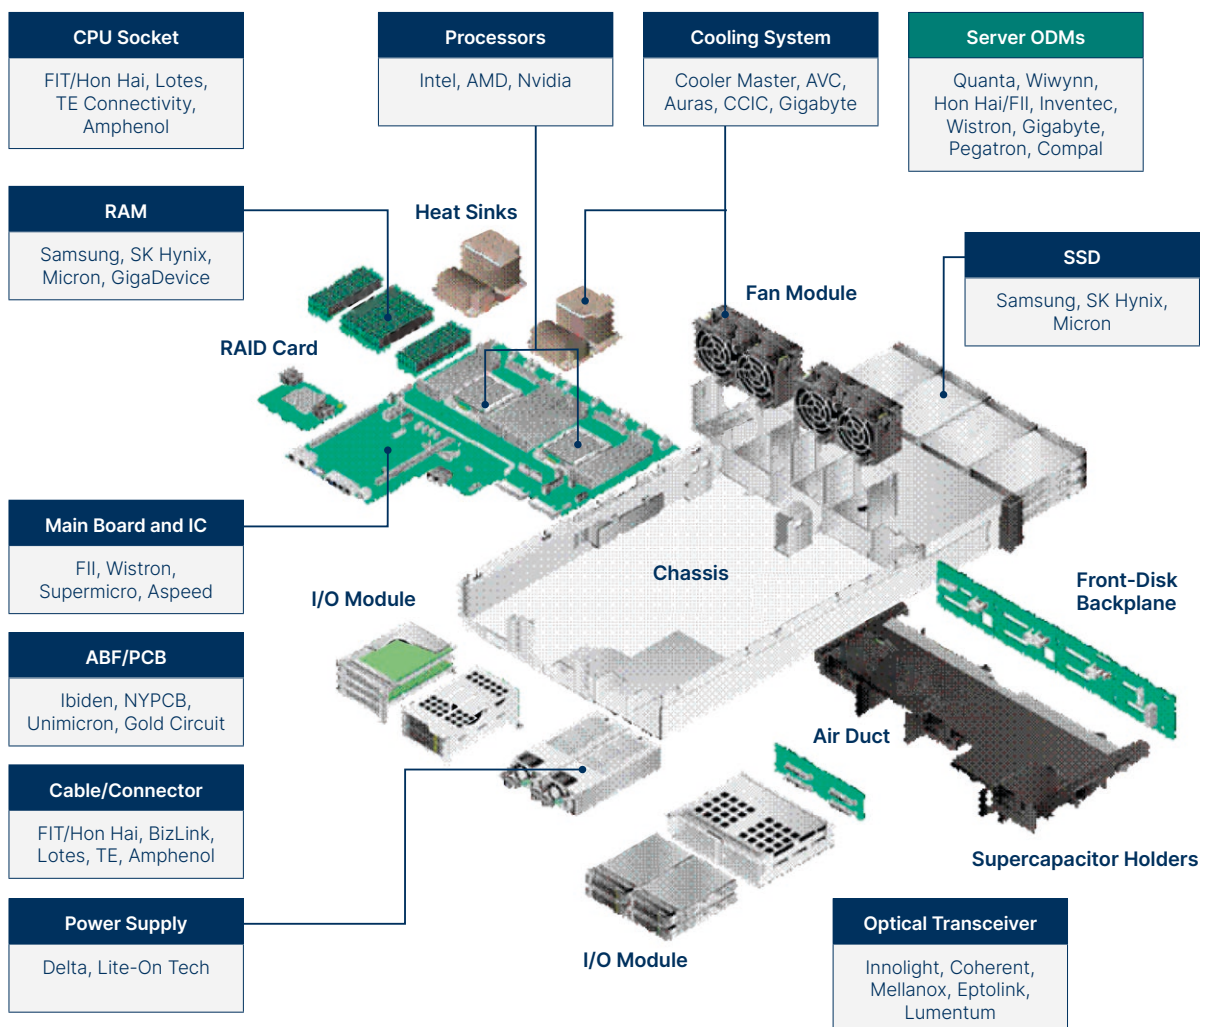 CPU Socket
FIT/Hon Hai, Lotes,
TE Connectivity,
Amphenol
Processors
Intel, AMD, Nvidia
Cooling System
Cooler Master, AVC,
Auras, CCIC, Gigabyte
Server ODMs
Quanta, Wiwynn,
Hon Hai/FII, Inventec,
Wistron, Gigabyte,
Pegatron, Compal
RAM
Samsung, SK Hynix,
Micron, GigaDevice
Heat Sinks
SSD
Samsung, SK Hynix,
Micron
Fan Module
RAID Card
Main Board and IC
FII, Wistron,
Supermicro, Aspeed
Chassis
I/O Module
Front-Disk
Backplane
ABF/PCB
Ibiden, NYPCB,
Unimicron, Gold Circuit
Air Duct
Cable/Connector
FIT/Hon Hai, BizLink,
Lotes, TE, Amphenol
Supercapacitor Holders
Power Supply
Delta, Lite-On Tech
I/O Module
Optical Transceiver
Innolight, Coherent,
Mellanox, Eptolink,
Lumentum